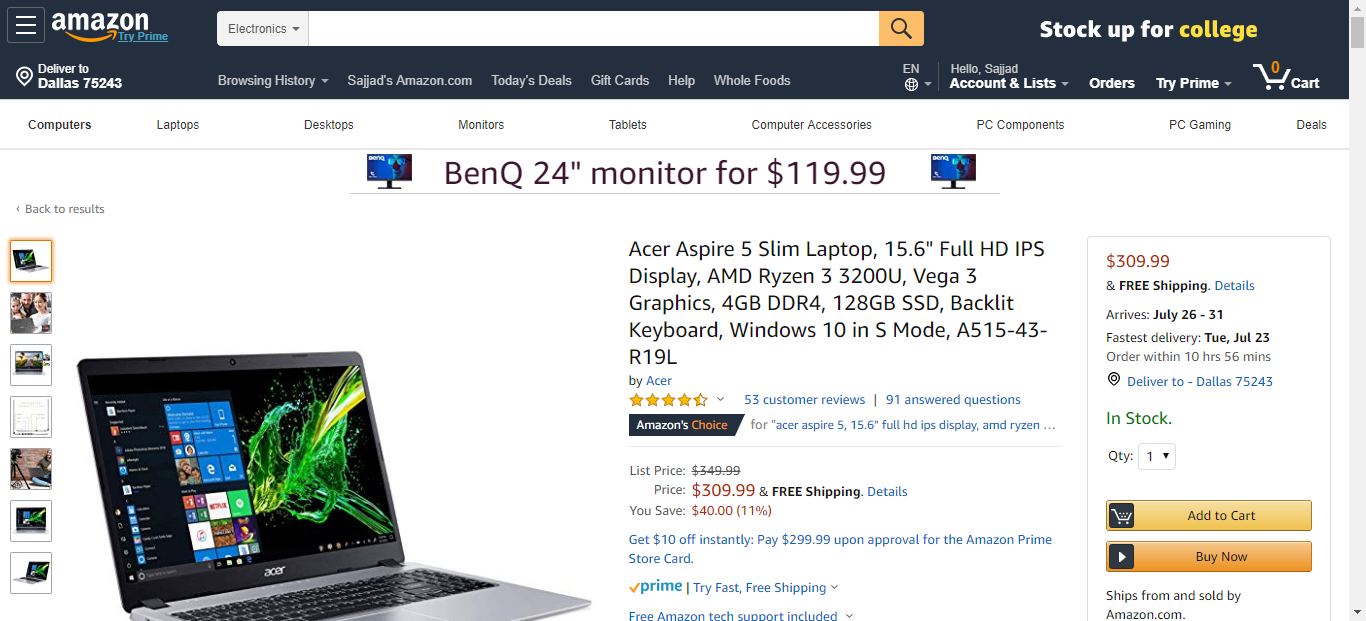 amazon
Try Prime
Electronics
Stock up for college
Deliver to
Dallas 75243
Browsing History
Sajjad's Amazon.com
Today's Deals
Gift Cards
Help
Whole Foods
EN
Hello, Sajjad
Account & Lists
Orders
Try Prime
0
Cart
Computers
Laptops
Desktops
Monitors
Tablets
Computer Accessories
PC Components
PC Gaming
Deals
BenQ
BenQ 24" monitor for $119.99
BenQ
‹ Back to results
Acer Aspire 5 Slim Laptop, 15.6" Full HD IPS
Display, AMD Ryzen 3 3200U, Vega 3
Graphics, 4GB DDR4, 128GB SSD, Backlit
Keyboard, Windows 10 in S Mode, A515-43-
R19L
by Acer
53 customer reviews | 91 answered questions
Amazon's Choice for "acer aspire 5, 15.6" full hd ips display, amd ryzen ...
List Price: $349.99
Price: $309.99 & FREE Shipping. Details
You Save: $40.00 (11%)
Get $10 off instantly: Pay $299.99 upon approval for the Amazon Prime
Store Card.
prime | Try Fast, Free Shipping
Free Amazon tech support included
NETFLIX
acer
$309.99
& FREE Shipping. Details
Arrives: July 26 - 31
Fastest delivery: Tue, Jul 23
Order within 10 hrs 56 mins
Deliver to - Dallas 75243
In Stock.
Qty: 1
Add to Cart
Buy Now
Ships from and sold by
Amazon.com.